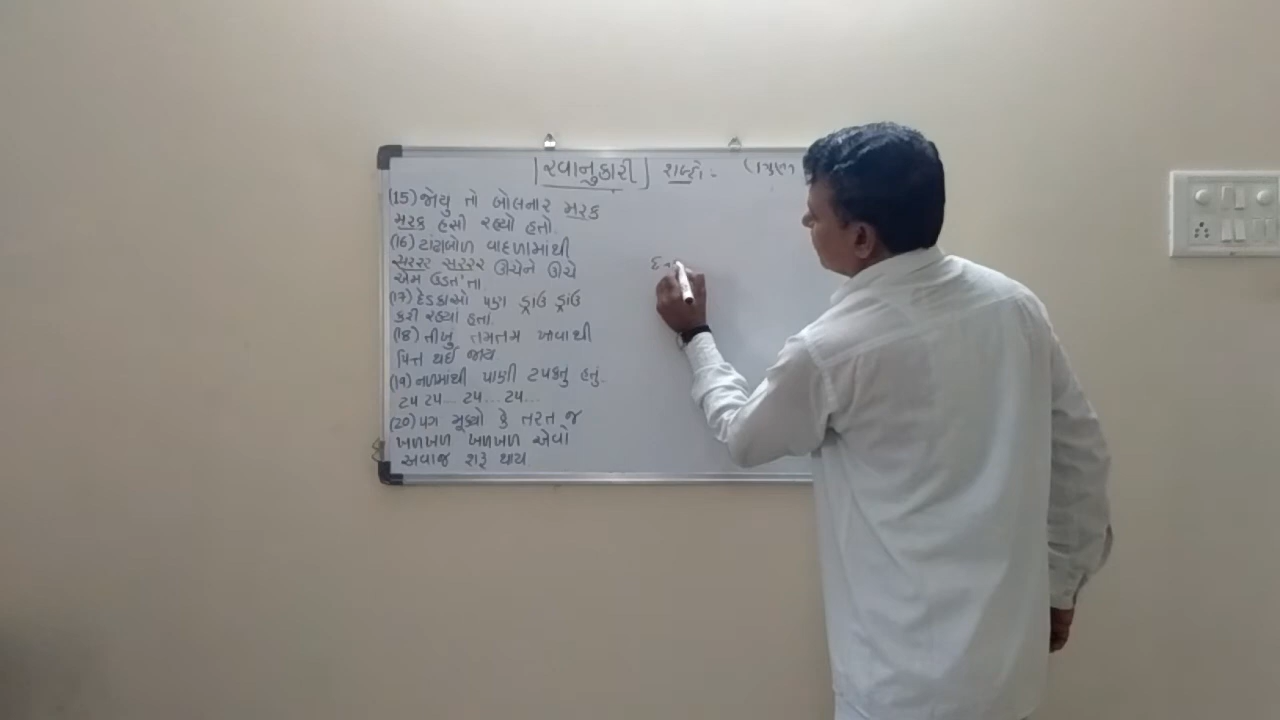 રવાનુકારી શબ્દો :-
(15) જોયુ તો બોલનાર મરક
મરક હસી રહ્યો હતો.
(16) ટાંગાબોળ વાદળામાંથી
સરરર સરરર ઊંચેને ઊંચે
એમ ઉડતા'તા
(17) દેડકાઓ પણ ડ્રાંઉ ડ્રાંઉ
કરી રહ્યાં હતાં.
(18) તીખું તમતમ ખાવાથી
પિત્ત થઈ જાય
(19) નળમાંથી પાણી ટપકતુ હતું.
ટપ ટપ... ટપ... ટપ...
(20) પગ મૂક્યો કે તરત જ
ખળખળ ખળખળ એવો
અવાજ શરૂ થાય